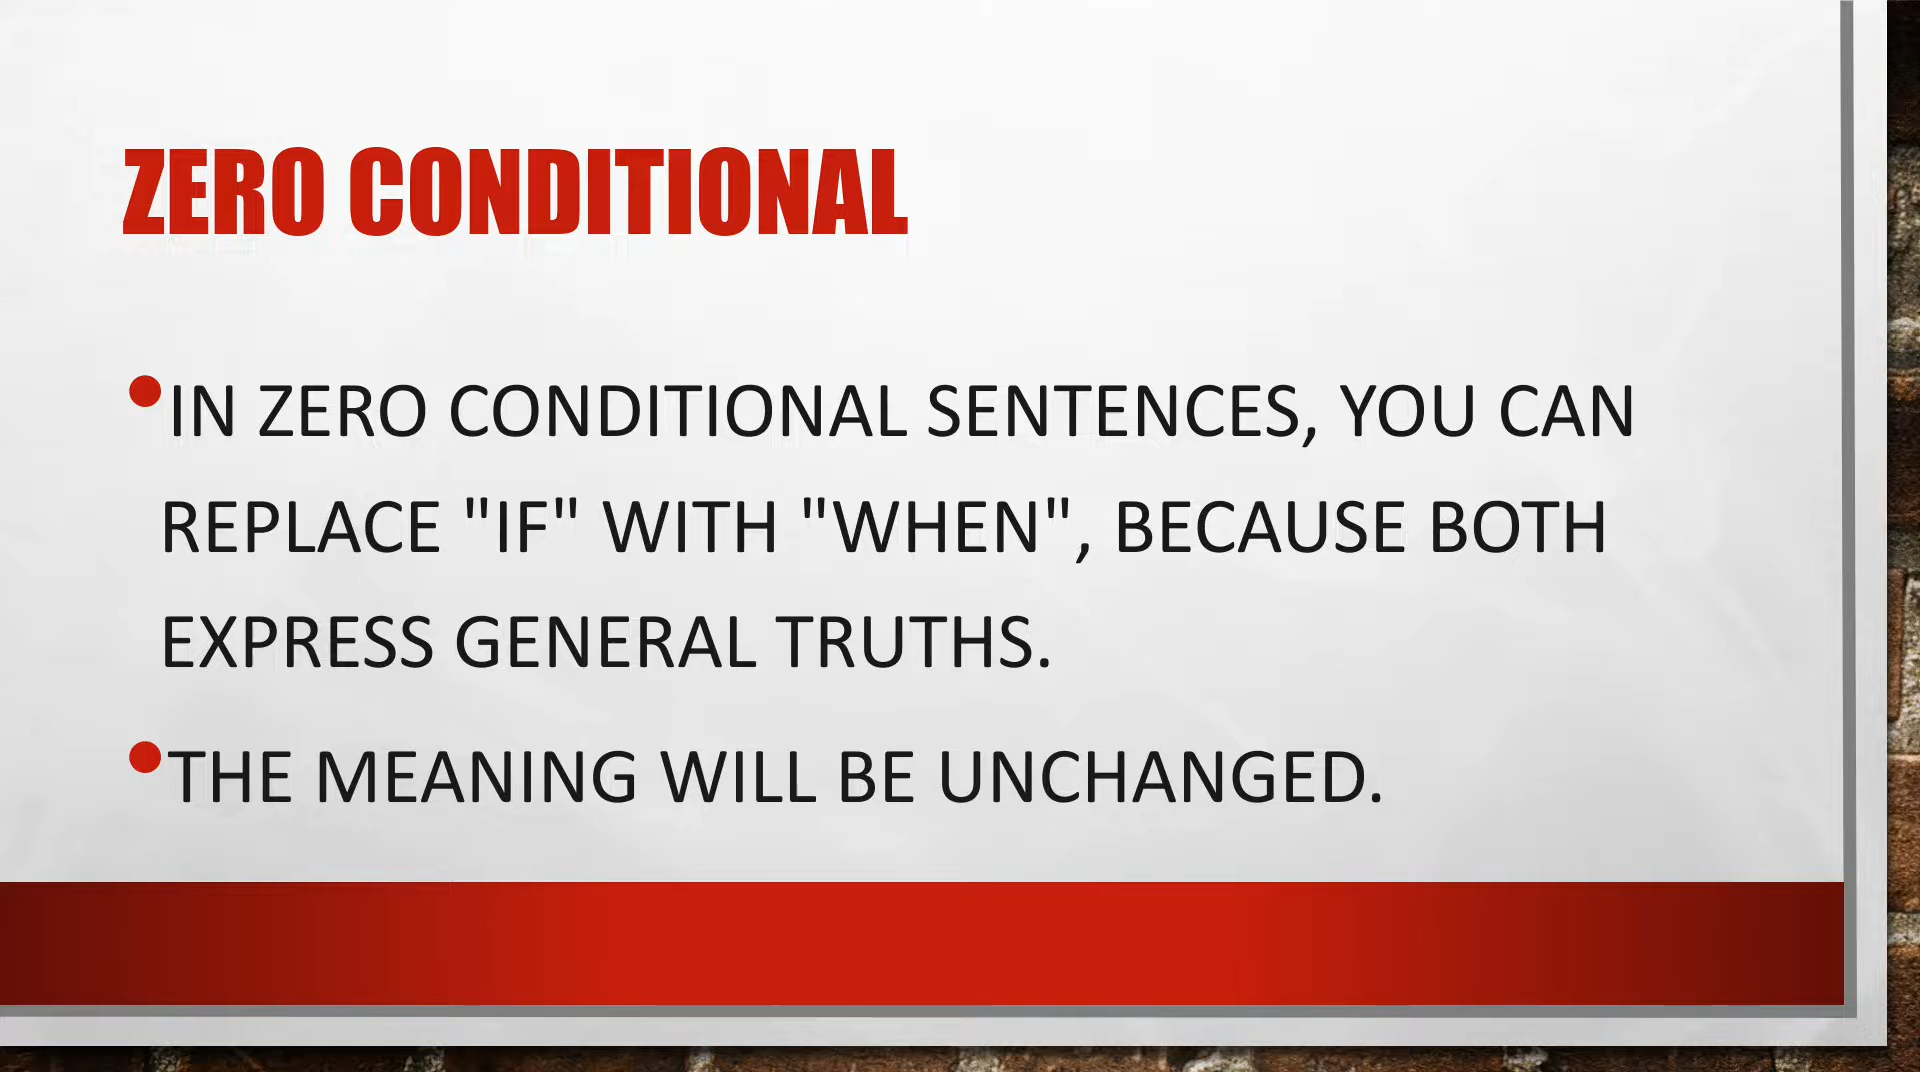 ZERO CONDITIONAL
•IN ZERO CONDITIONAL SENTENCES, YOU CAN
REPLACE "IF" WITH "WHEN", BECAUSE BOTH
EXPRESS GENERAL TRUTHS.
•THE MEANING WILL BE UNCHANGED.